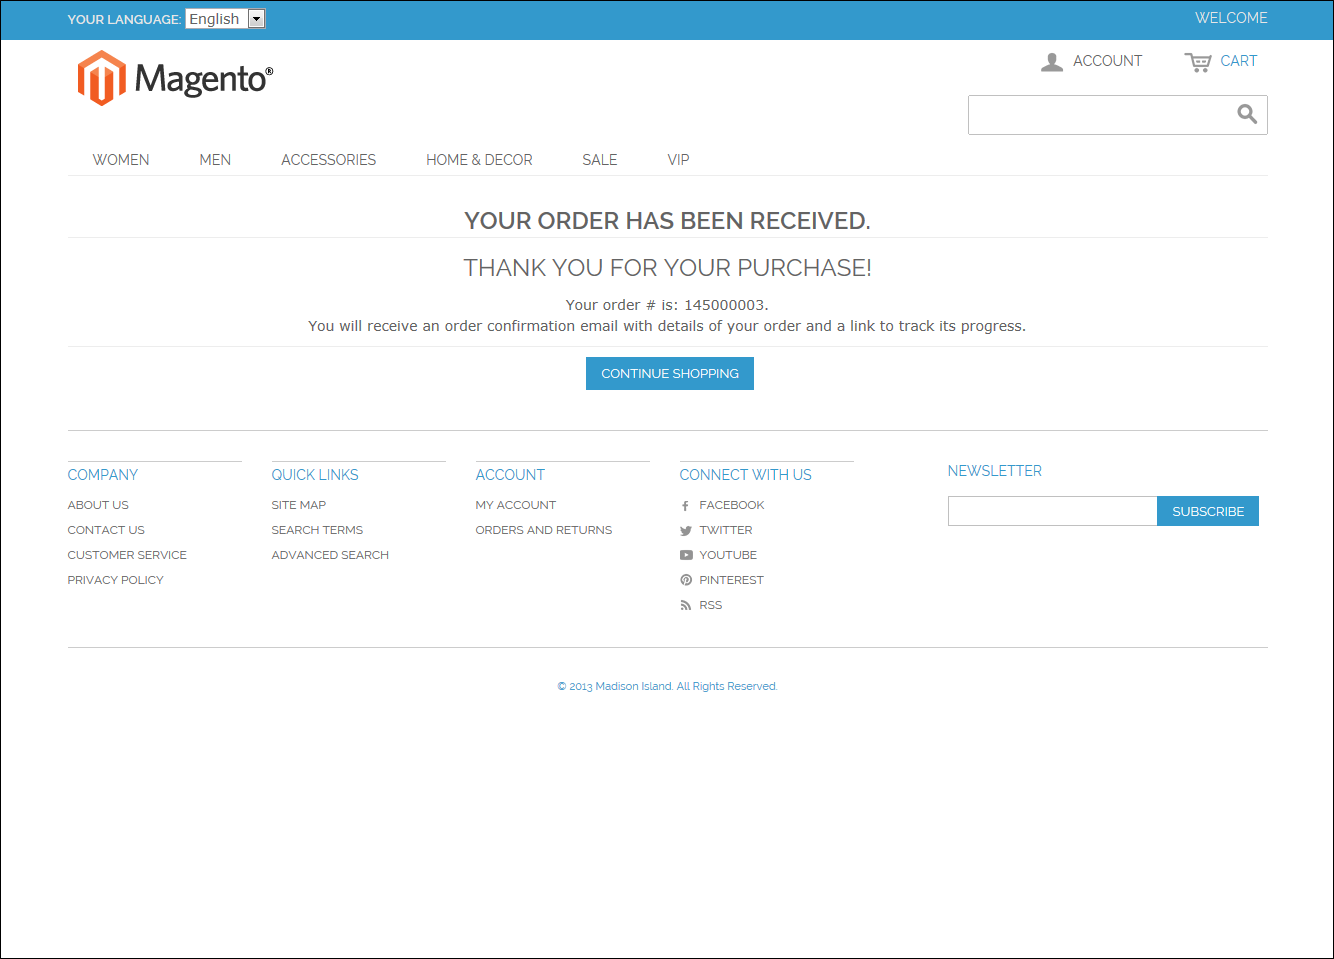 YOUR LANGUAGE: English
WELCOME
Magento®
ACCOUNT
CART
WOMEN MEN ACCESSORIES HOME & DECOR SALE VIP
YOUR ORDER HAS BEEN RECEIVED.
THANK YOU FOR YOUR PURCHASE!
Your order # is: 145000003.
You will receive an order confirmation email with details of your order and a link to track its progress.
CONTINUE SHOPPING
COMPANY
ABOUT US
CONTACT US
CUSTOMER SERVICE
PRIVACY POLICY
QUICK LINKS
SITE MAP
SEARCH TERMS
ADVANCED SEARCH
ACCOUNT
MY ACCOUNT
ORDERS AND RETURNS
CONNECT WITH US
FACEBOOK
TWITTER
YOUTUBE
PINTEREST
RSS
NEWSLETTER
SUBSCRIBE
© 2013 Madison Island. All Rights Reserved.